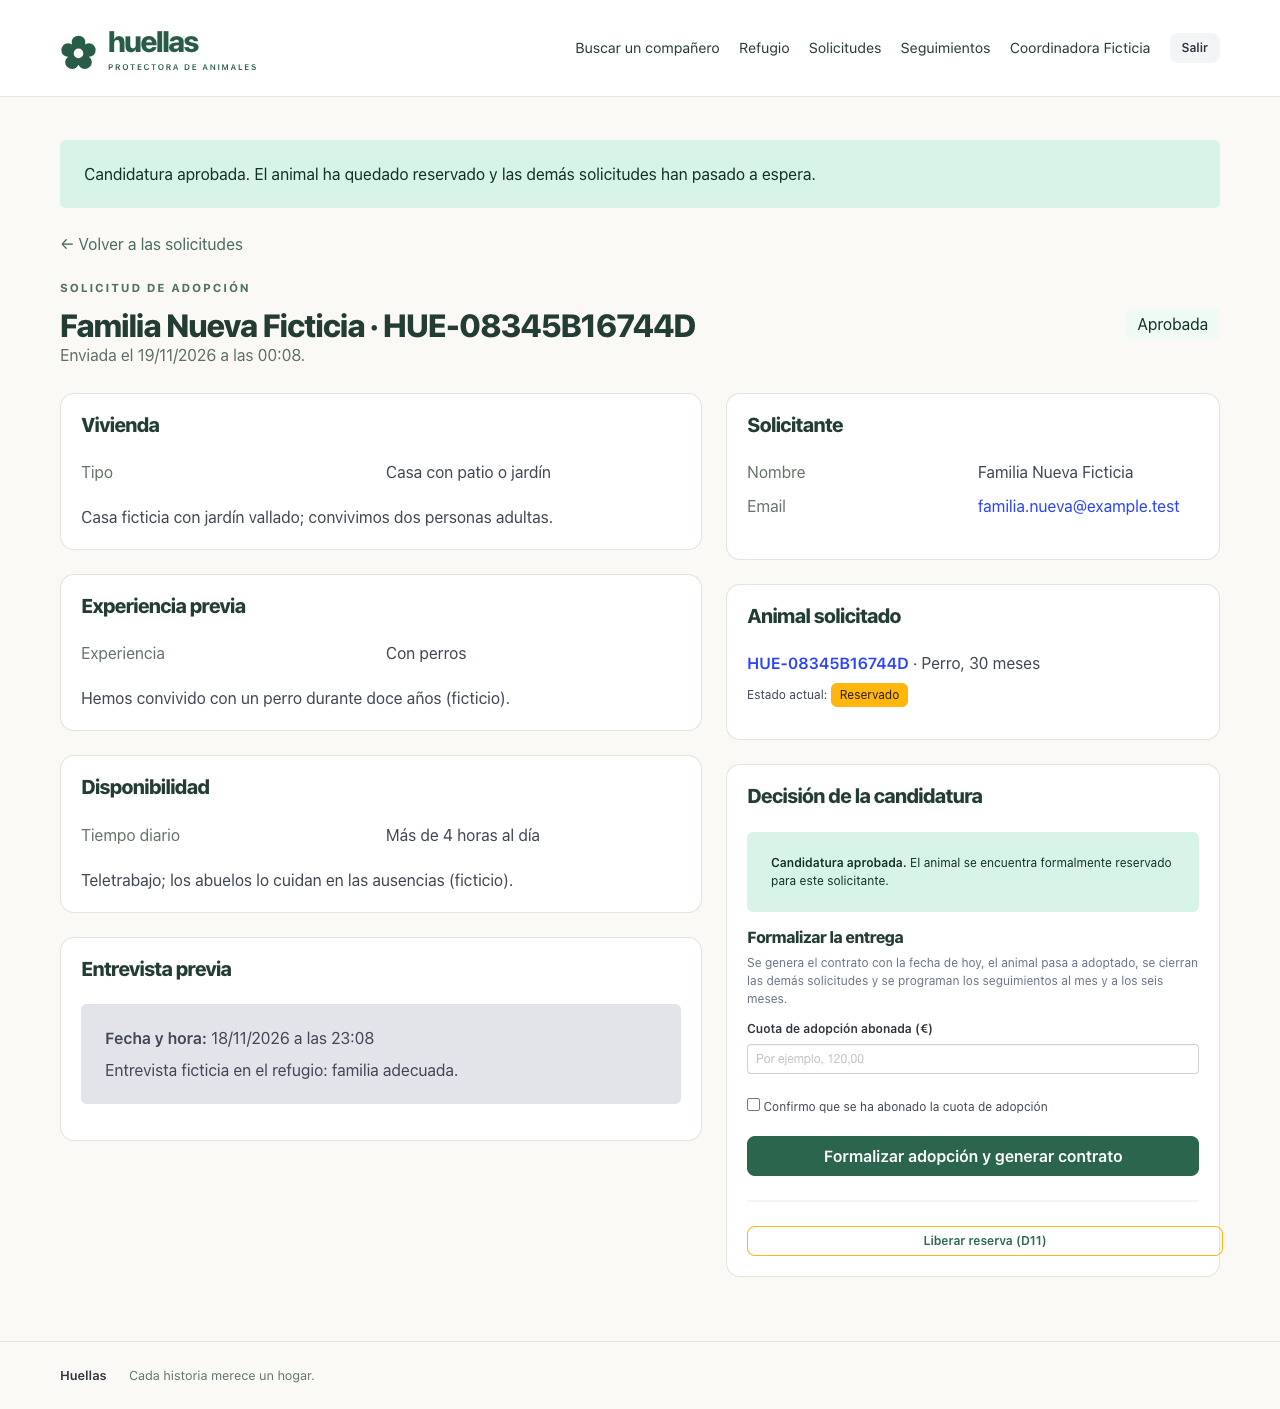 huellas
PROTECTORA DE ANIMALES
Buscar un compañero
Refugio
Solicitudes
Seguimientos
Coordinadora Ficticia
Salir
Candidatura aprobada. El animal ha quedado reservado y las demás solicitudes han pasado a espera.
← Volver a las solicitudes
SOLICITUD DE ADOPCIÓN
Familia Nueva Ficticia · HUE-08345B16744D
Aprobada
Enviada el 19/11/2026 a las 00:08.
Vivienda
Tipo
Casa con patio o jardín
Casa ficticia con jardín vallado; convivimos dos personas adultas.
Experiencia previa
Experiencia
Con perros
Hemos convivido con un perro durante doce años (ficticio).
Disponibilidad
Tiempo diario
Más de 4 horas al día
Teletrabajo; los abuelos lo cuidan en las ausencias (ficticio).
Entrevista previa
Fecha y hora: 18/11/2026 a las 23:08
Entrevista ficticia en el refugio: familia adecuada.
Solicitante
Nombre
Familia Nueva Ficticia
Email
familia.nueva@example.test
Animal solicitado
HUE-08345B16744D · Perro, 30 meses
Estado actual: Reservado
Decisión de la candidatura
Candidatura aprobada. El animal se encuentra formalmente reservado
para este solicitante.
Formalizar la entrega
Se genera el contrato con la fecha de hoy, el animal pasa a adoptado, se cierran
las demás solicitudes y se programan los seguimientos al mes y a los seis
meses.
Cuota de adopción abonada (€)
Por ejemplo, 120,00
Confirmo que se ha abonado la cuota de adopción
Formalizar adopción y generar contrato
Liberar reserva (D11)
Huellas
Cada historia merece un hogar.